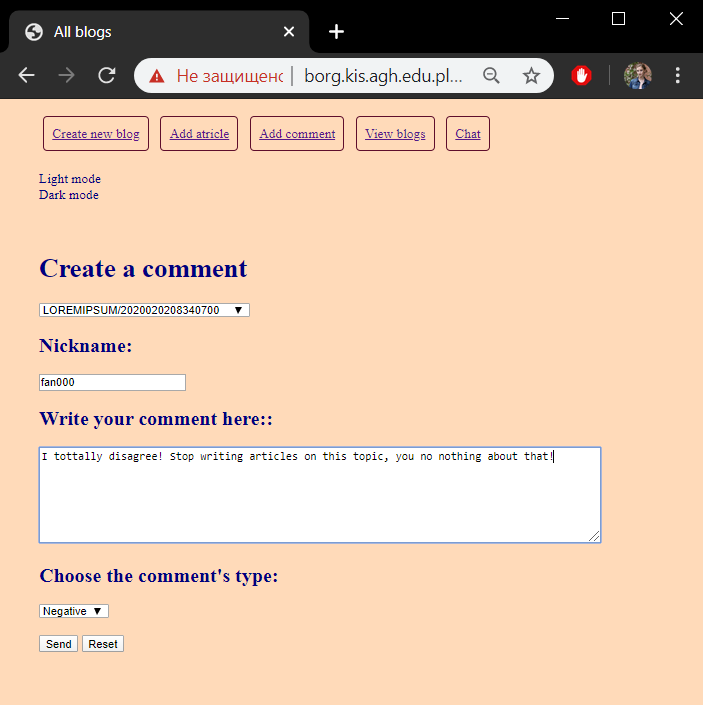 All blogs
Не защищено borg.kis.agh.edu.pl...
Create new blog Add atricle Add comment View blogs Chat
Light mode
Dark mode
Create a comment
LOREMIPSUM/2020020208340700
Nickname:
fan000
Write your comment here::
I tottally disagree! Stop writing articles on this topic, you no nothing about that!
Choose the comment's type:
Negative
Send Reset